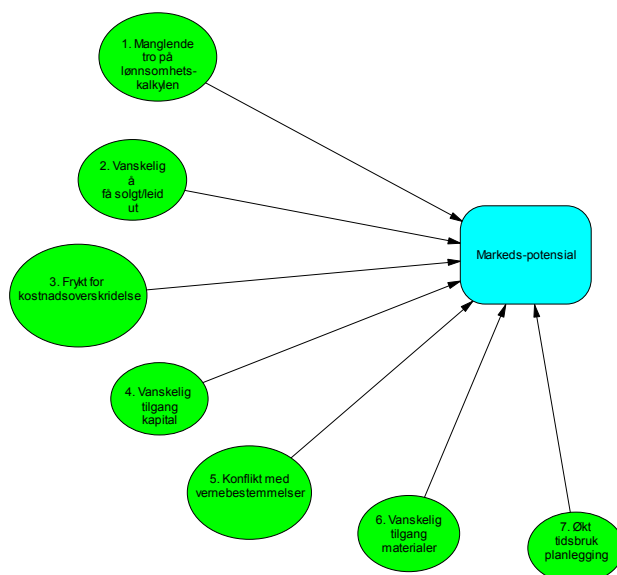 1. Manglende
tro på
lønnsomhets-
kalkylen
2. Vanskelig
å
få solgt/leid
ut
Markeds-potensial
3. Frykt for
kostnadsoverskridelse
4. Vanskelig
tilgang
kapital
5. Konflikt med
vernebestemmelser
6. Vanskelig
tilgang
materialer
7. Økt
tidsbruk
planlegging